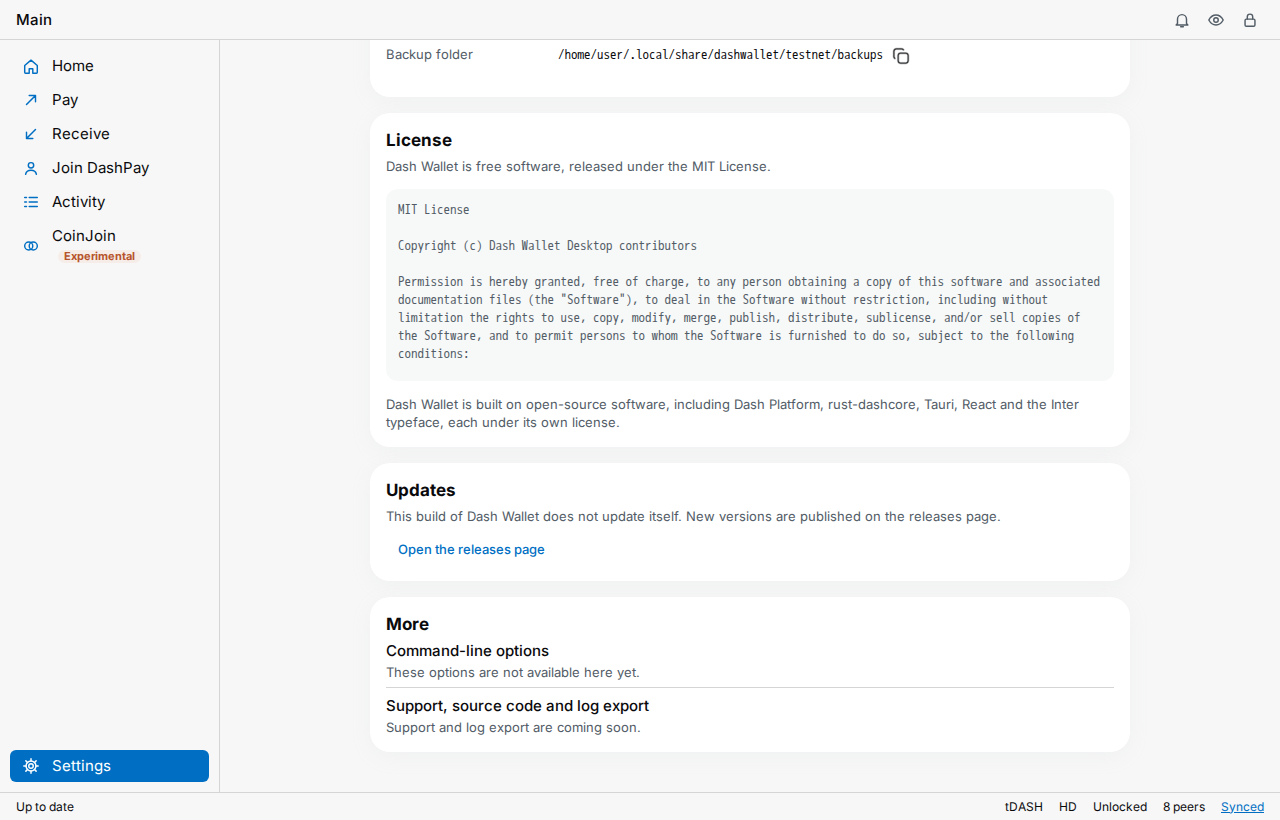 Main
Home
Pay
Receive
Join DashPay
Activity
CoinJoin
Experimental
Settings
Backup folder /home/user/.local/share/dashwallet/testnet/backups
License
Dash Wallet is free software, released under the MIT License.
MIT License
Copyright (c) Dash Wallet Desktop contributors
Permission is hereby granted, free of charge, to any person obtaining a copy of this software and associated
documentation files (the "Software"), to deal in the Software without restriction, including without
limitation the rights to use, copy, modify, merge, publish, distribute, sublicense, and/or sell copies of
the Software, and to permit persons to whom the Software is furnished to do so, subject to the following
conditions:
Dash Wallet is built on open-source software, including Dash Platform, rust-dashcore, Tauri, React and the Inter
typeface, each under its own license.
Updates
This build of Dash Wallet does not update itself. New versions are published on the releases page.
Open the releases page
More
Command-line options
These options are not available here yet.
Support, source code and log export
Support and log export are coming soon.
Up to date tDASH HD Unlocked 8 peers Synced